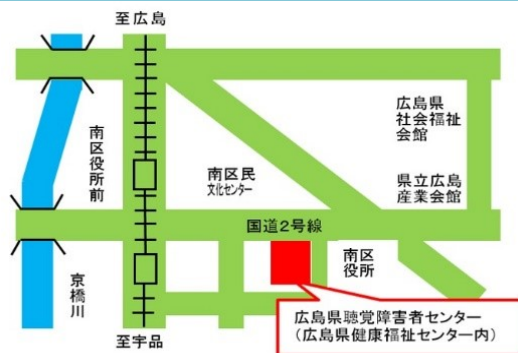 至広島
広島県
社会福祉
会館
南区役所前
南区民
文化センター
県立広島
産業会館
国道2号線
南区
役所
京橋川
広島県聴覚障害者センター
（広島県健康福祉センター内）
至宇品